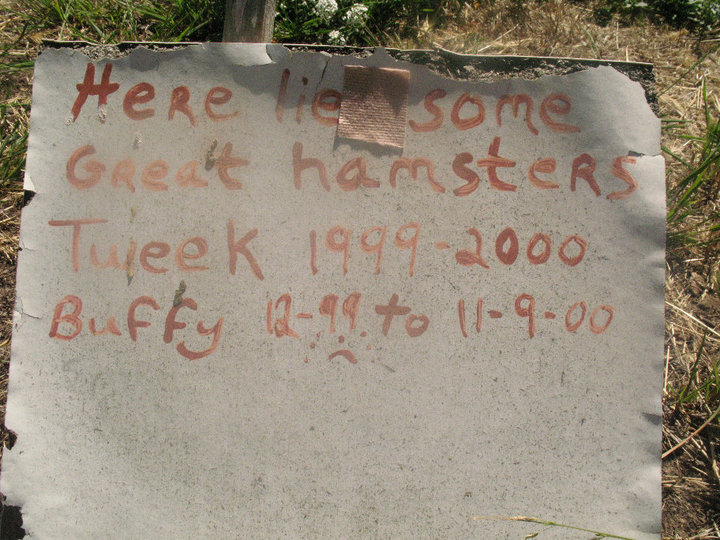 Here lie some
Great hamsters
Tweek 1999-2000
Buffy 12-99 to 11-9-00